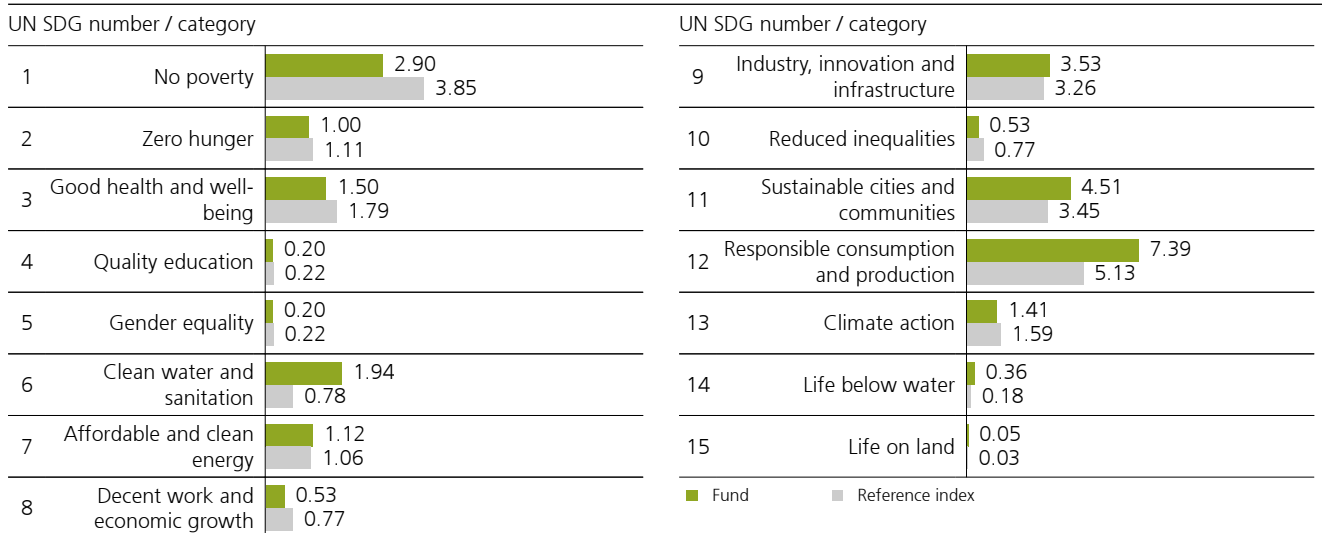 UN SDG number / category
1 No poverty 2.90
3.85
2 Zero hunger 1.00
1.11
3 Good health and well-
being 1.50
1.79
4 Quality education 0.20
0.22
5 Gender equality 0.20
0.22
6 Clean water and
sanitation 1.94
0.78
7 Affordable and clean
energy 1.12
1.06
8 Decent work and
economic growth 0.53
0.77
UN SDG number / category
9 Industry, innovation and
infrastructure 3.53
3.26
10 Reduced inequalities 0.53
0.77
11 Sustainable cities and
communities 4.51
3.45
12 Responsible consumption
and production 7.39
5.13
13 Climate action 1.41
1.59
14 Life below water 0.36
0.18
15 Life on land 0.05
0.03
Fund Reference index